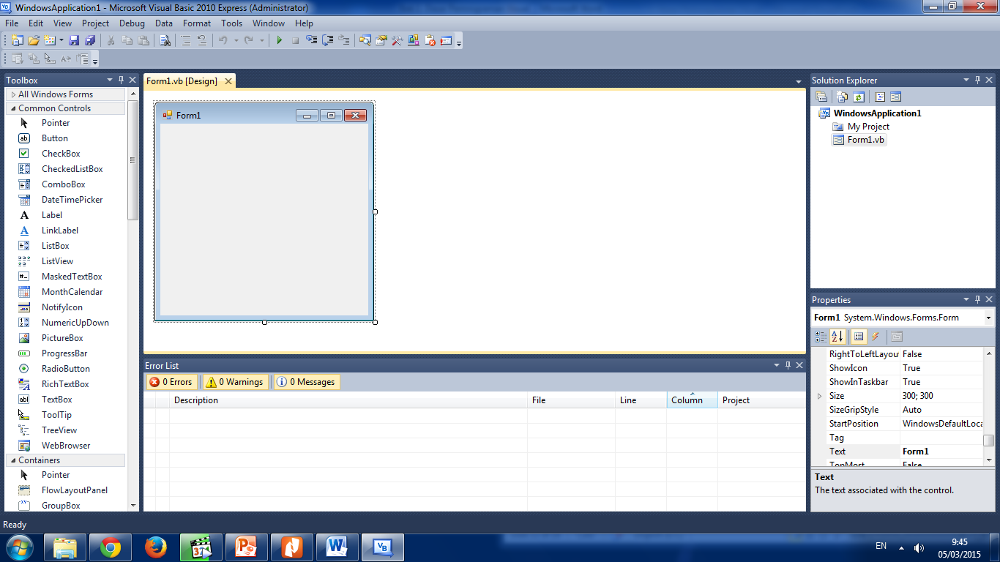 WindowsApplication1 - Microsoft Visual Basic 2010 Express (Administrator)
File Edit View Project Debug Data Format Tools Window Help
Toolbox
All Windows Forms
Common Controls
Pointer
Button
CheckBox
CheckedListBox
ComboBox
DateTimePicker
Label
LinkLabel
ListBox
ListView
MaskedTextBox
MonthCalendar
NotifyIcon
NumericUpDown
PictureBox
ProgressBar
RadioButton
RichTextBox
TextBox
ToolTip
TreeView
WebBrowser
Containers
Pointer
FlowLayoutPanel
GroupBox
Form1.vb [Design]
Form1
Error List
0 Errors 0 Warnings 0 Messages
Description File Line Column Project
Solution Explorer
WindowsApplication1
My Project
Form1.vb
Properties
Form1 System.Windows.Forms.Form
RightToLeftLayou False
ShowIcon True
ShowInTaskbar True
Size 300; 300
SizeGripStyle Auto
StartPosition WindowsDefaultLoca
Tag
Text Form1
TopMost False
Text
The text associated with the control.
Ready
EN
9:45
05/03/2015